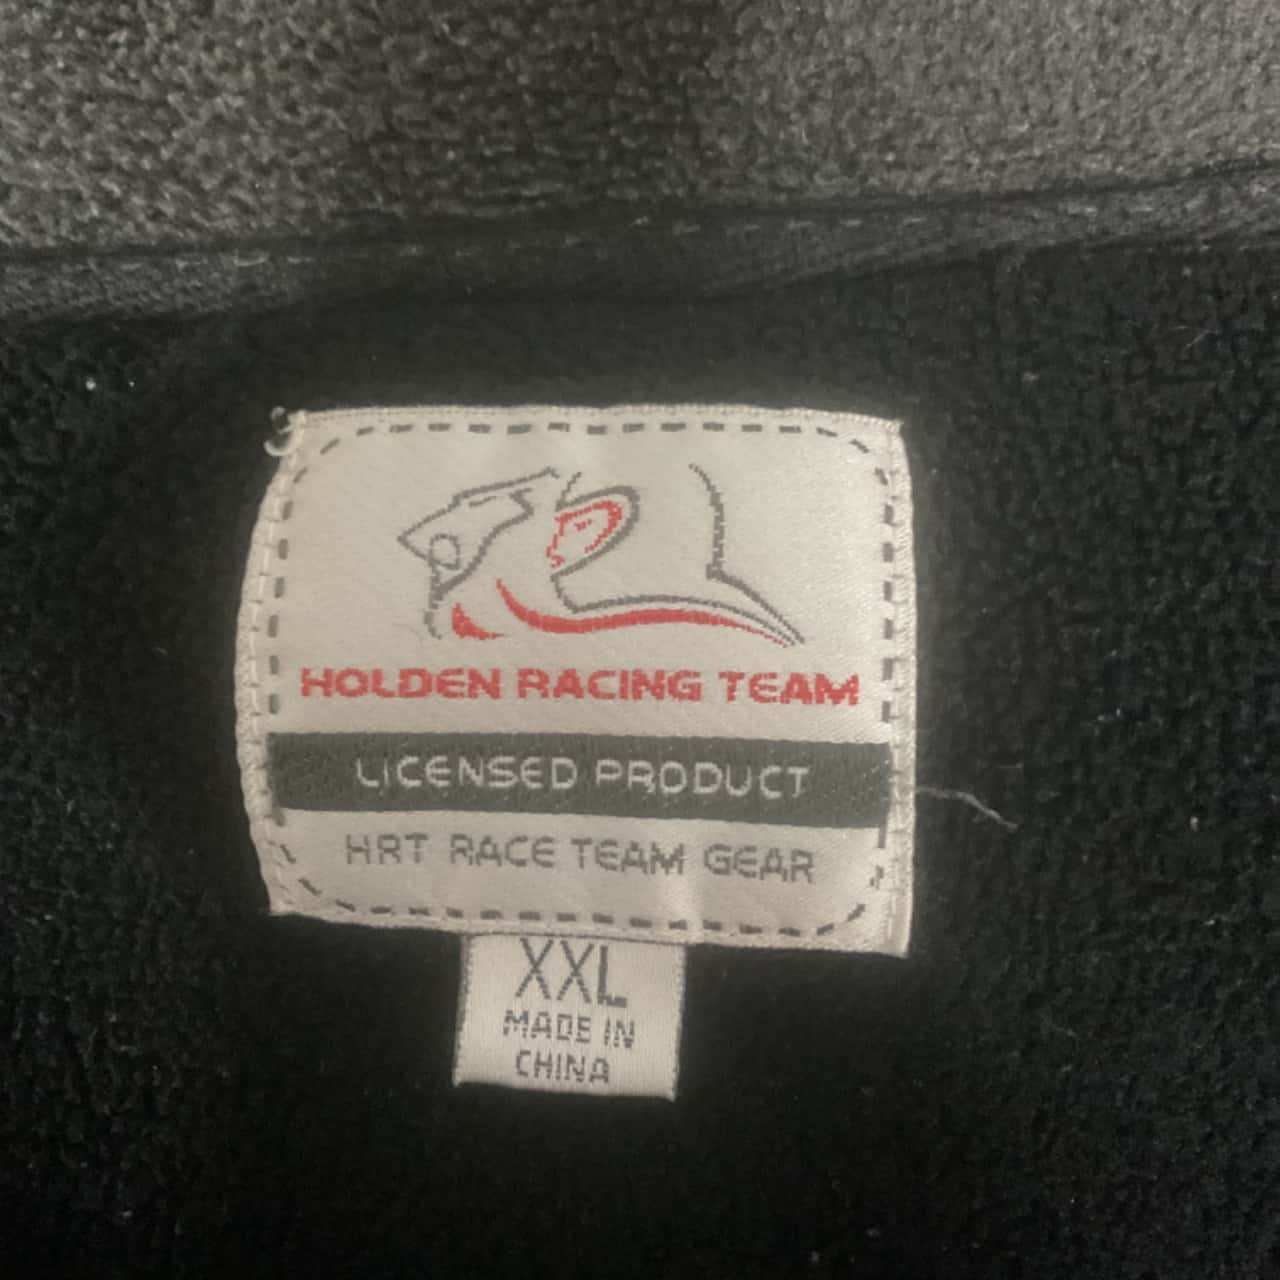 HOLDEN RACING TEAM
LICENSED PRODUCT
HRT RACE TEAM GEAR
XXL
MADE IN
CHINA